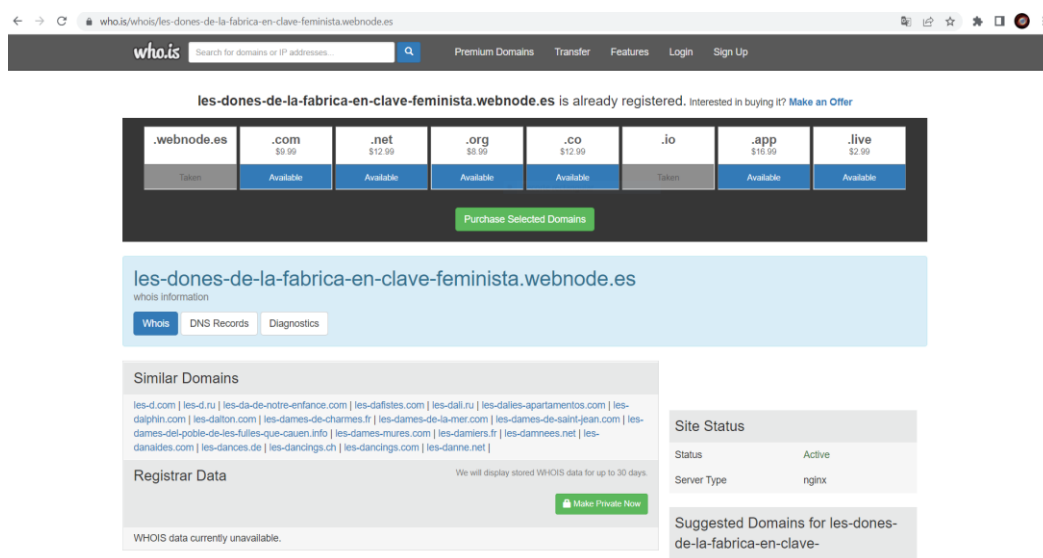 who.is/whois/les-dones-de-la-fabrica-en-clave-feminista.webnode.es
who.is Search for domains or IP addresses... Premium Domains Transfer Features Login Sign Up
les-dones-de-la-fabrica-en-clave-feminista.webnode.es is already registered. Interested in buying it? Make an Offer
.webnode.es .com .net .org .co .io .app .live
$9.99 $12.99 $8.99 $12.99 $16.99 $2.99
Taken Available Available Available Available Taken Available Available
Purchase Selected Domains
les-dones-de-la-fabrica-en-clave-feminista.webnode.es
whois information
Whois DNS Records Diagnostics
Similar Domains
les-d.com | les-d.ru | les-da-de-notre-enfance.com | les-dafistes.com | les-dali.ru | les-dalies-apartamentos.com | les-
dalphin.com | les-dalton.com | les-dames-de-charmes.fr | les-dames-de-la-mer.com | les-dames-de-saint-jean.com | les-
dames-del-poble-de-les-fulles-que-cauen.info | les-dames-mures.com | les-damiers.fr | les-damnees.net | les-
danaides.com | les-dances.de | les-dancings.ch | les-dancings.com | les-danne.net |
Registrar Data We will display stored WHOIS data for up to 30 days.
Make Private Now
WHOIS data currently unavailable.
Site Status
Status Active
Server Type nginx
Suggested Domains for les-dones-
de-la-fabrica-en-clave-